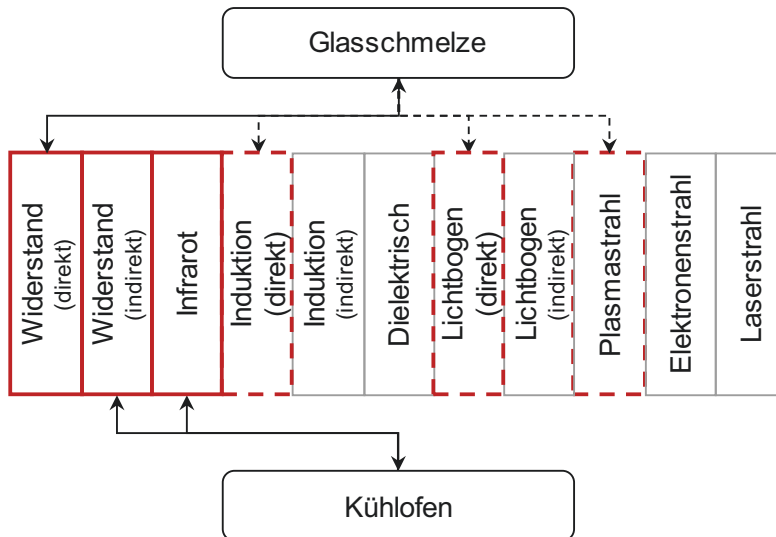 Glasschmelze
Widerstand
(direkt)
Widerstand
(indirekt)
Infrarot
Induktion
(direkt)
Induktion
(indirekt)
Dielektrisch
Lichtbogen
(direkt)
Lichtbogen
(indirekt)
Plasmastrahl
Elektronenstrahl
Laserstrahl
Kühlofen